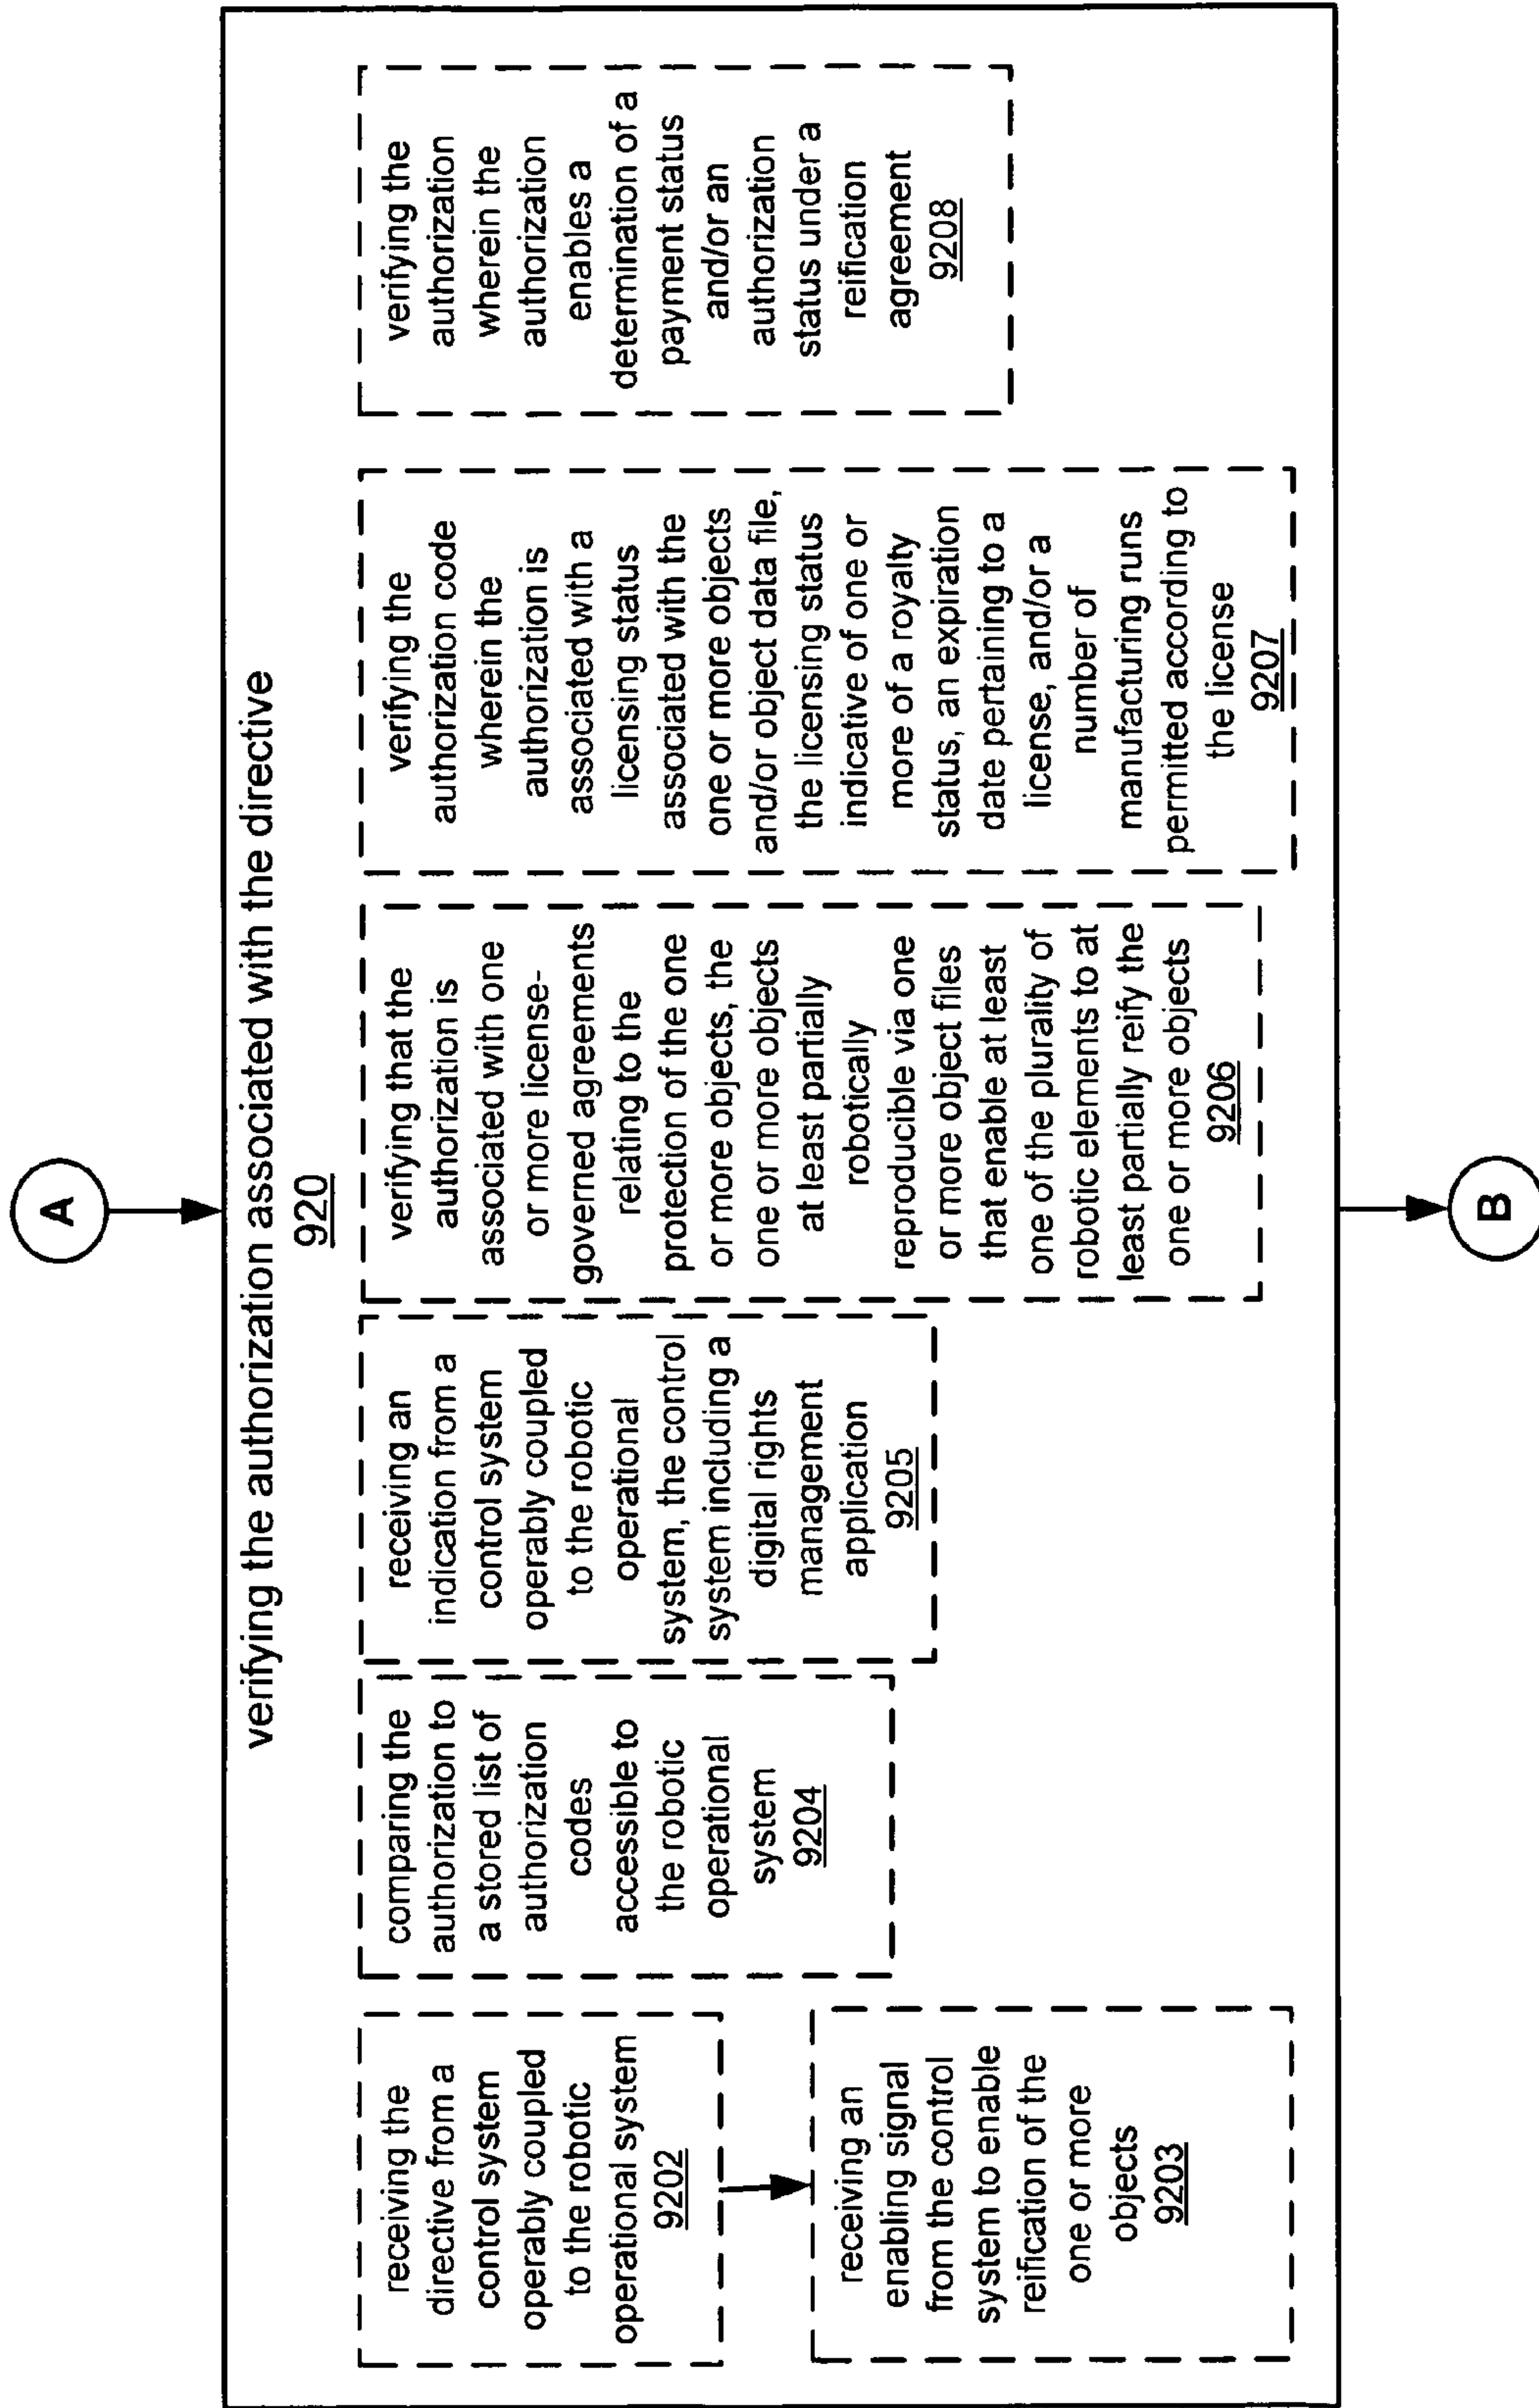 A
verifying the authorization associated with the directive
920
receiving the
directive from a
control system
operably coupled
to the robotic
operational system
9202
receiving an
enabling signal
from the control
system to enable
reification of the
one or more
objects
9203
comparing the
authorization to
a stored list of
authorization
codes
accessible to
the robotic
operational
system
9204
receiving an
indication from a
control system
operably coupled
to the robotic
operational
system, the control
system including a
digital rights
management
application
9205
verifying that the
authorization is
associated with one
or more license-
governed agreements
relating to the
protection of the one
or more objects, the
one or more objects
at least partially
robotically
reproducible via one
or more object files
that enable at least
one of the plurality of
robotic elements to at
least partially reify the
one or more objects
9206
verifying the
authorization code
wherein the
authorization is
associated with a
licensing status
associated with the
one or more objects
and/or object data file,
the licensing status
indicative of one or
more of a royalty
status, an expiration
date pertaining to a
license, and/or a
number of
manufacturing runs
permitted according to
the license
9207
verifying the
authorization
wherein the
authorization
enables a
determination of a
payment status
and/or an
authorization
status under a
reification
agreement
9208
B